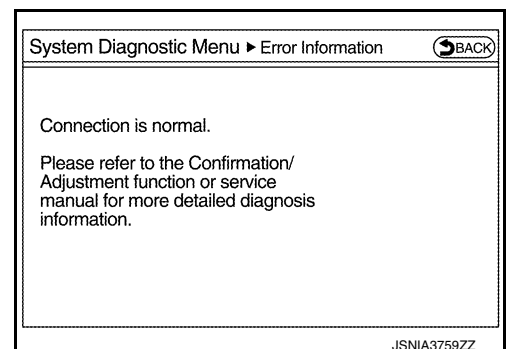 System Diagnostic Menu ▶ Error Information
BACK
Connection is normal.
Please refer to the Confirmation/
Adjustment function or service
manual for more detailed diagnosis
information.
JSNIA3759ZZ